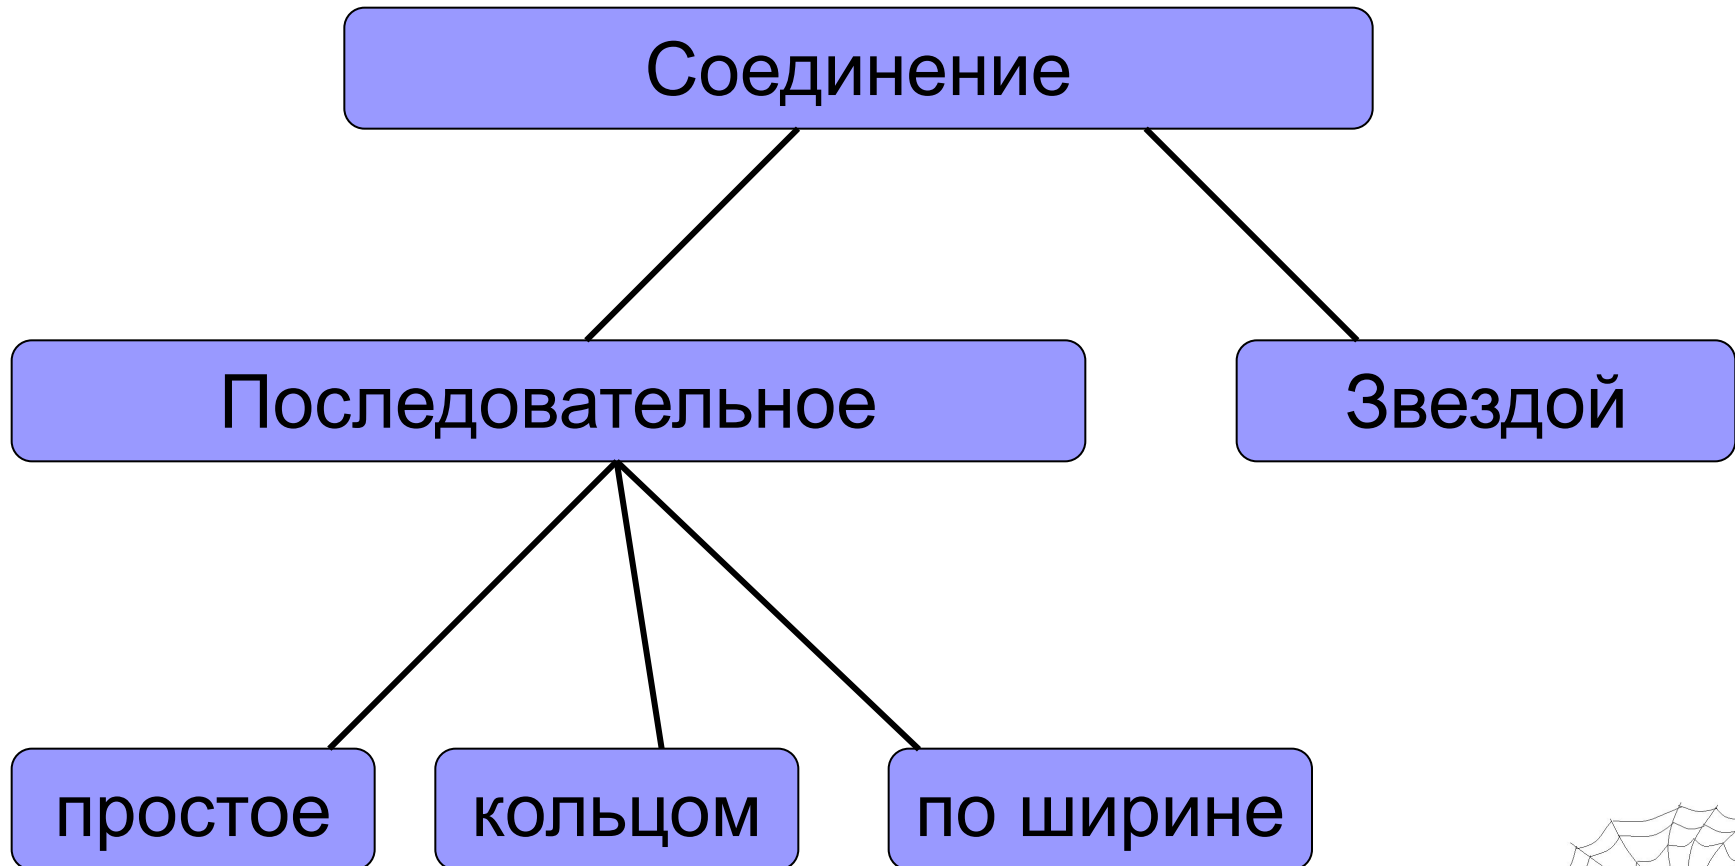 Соединение
Последовательное
Звездой
простое
кольцом
по ширине